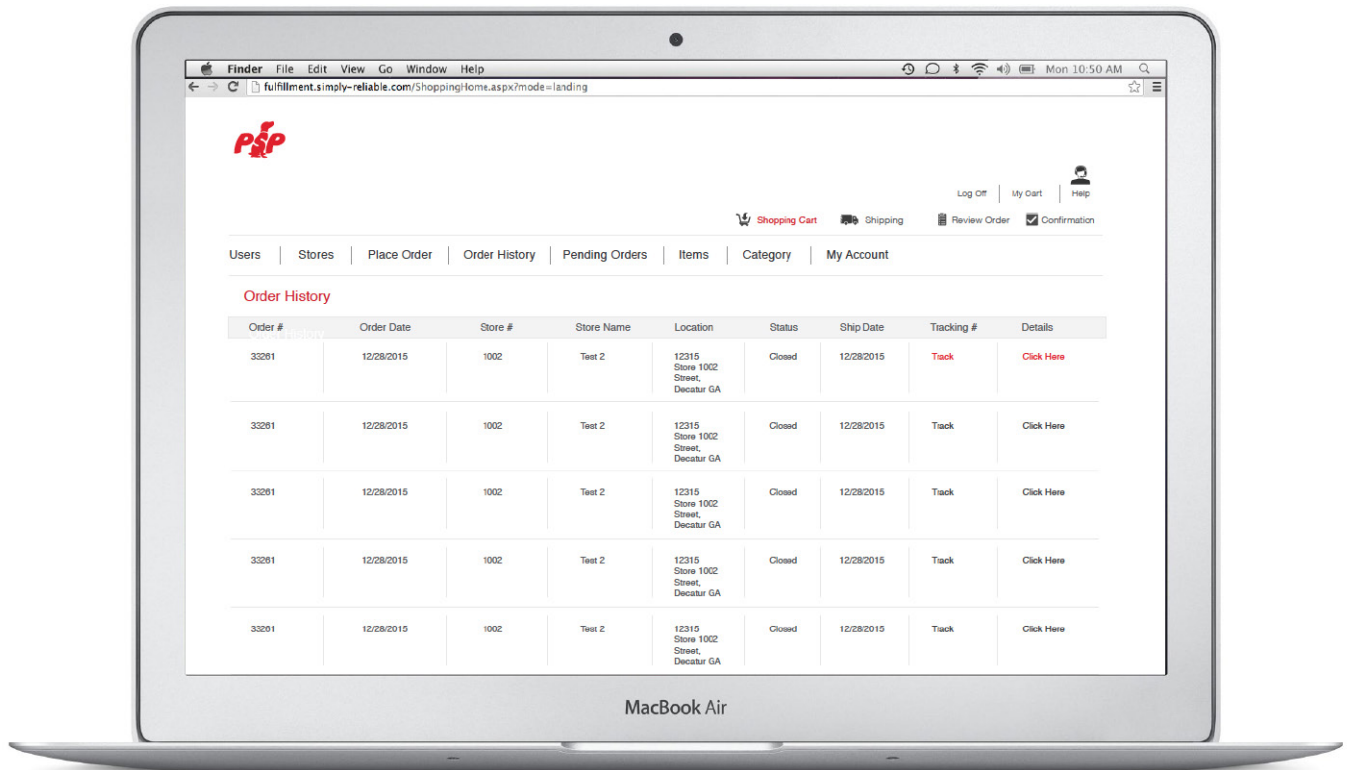 Finder File Edit View Go Window Help Mon 10:50 AM
fulfillment.simply-reliable.com/ShoppingHome.aspx?mode=landing
PSP
Log Off My Cart Help
Shopping Cart Shipping Review Order Confirmation
Users Stores Place Order Order History Pending Orders Items Category My Account
Order History
Order # Order Date Store # Store Name Location Status Ship Date Tracking # Details
33261 12/28/2015 1002 Test 2 12315 Closed 12/28/2015 Track Click Here
Store 1002
Street,
Decatur GA
33261 12/28/2015 1002 Test 2 12315 Closed 12/28/2015 Track Click Here
Store 1002
Street,
Decatur GA
33261 12/28/2015 1002 Test 2 12315 Closed 12/28/2015 Track Click Here
Store 1002
Street,
Decatur GA
33261 12/28/2015 1002 Test 2 12315 Closed 12/28/2015 Track Click Here
Store 1002
Street,
Decatur GA
33261 12/28/2015 1002 Test 2 12315 Closed 12/28/2015 Track Click Here
Store 1002
Street,
Decatur GA
MacBook Air